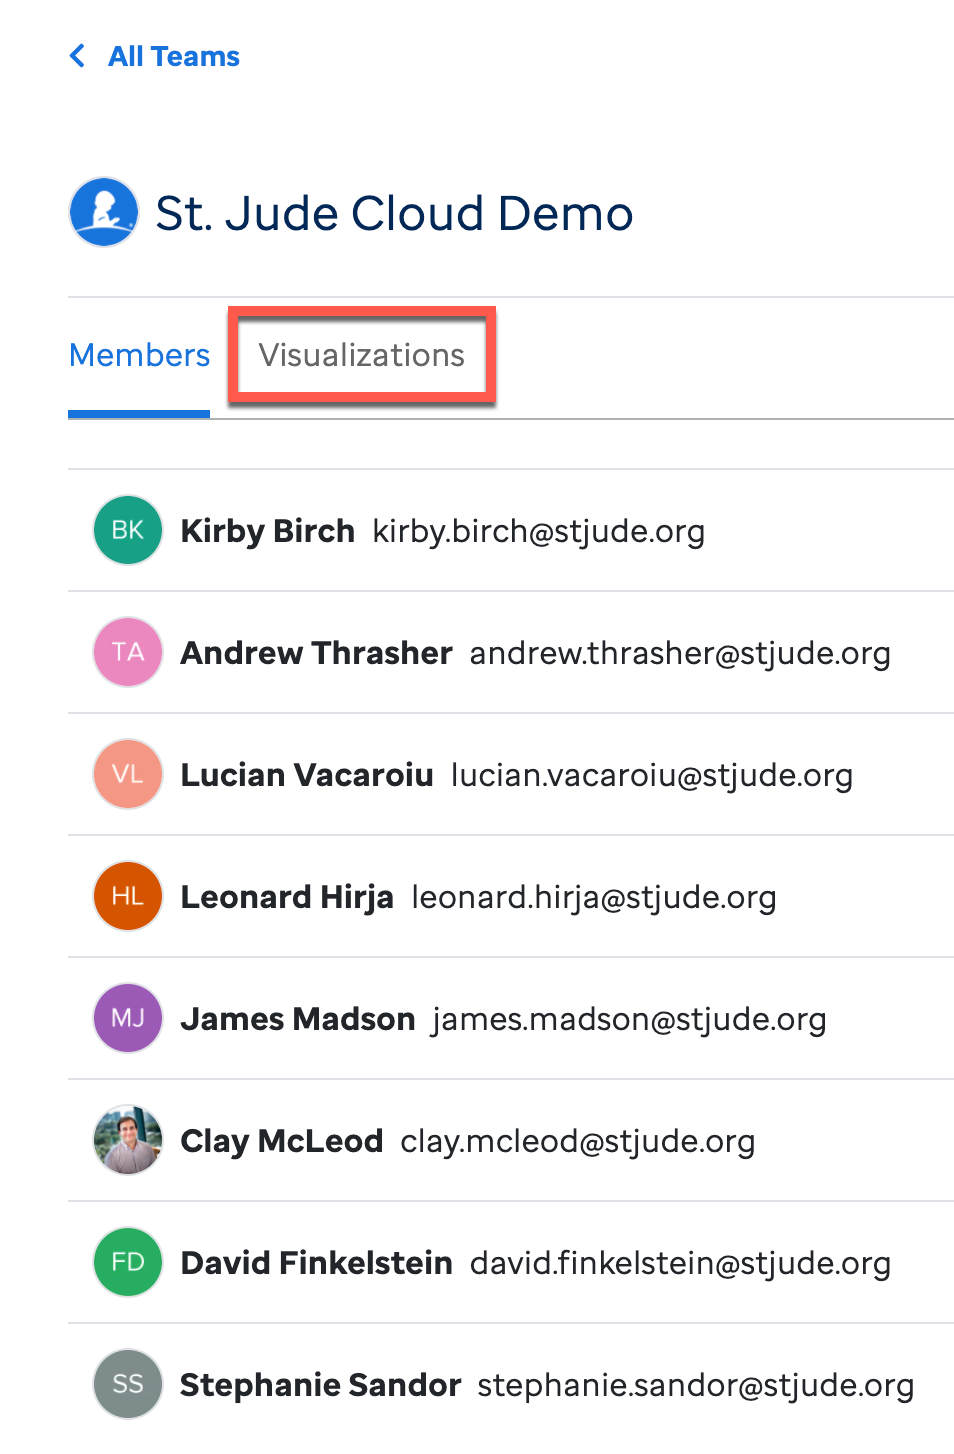 All Teams
St. Jude Cloud Demo
Members Visualizations
BK Kirby Birch kirby.birch@stjude.org
TA Andrew Thrasher andrew.thrasher@stjude.org
VL Lucian Vacaroiu lucian.vacaroiu@stjude.org
HL Leonard Hirja leonard.hirja@stjude.org
MJ James Madson james.madson@stjude.org
Clay McLeod clay.mcleod@stjude.org
FD David Finkelstein david.finkelstein@stjude.org
SS Stephanie Sandor stephanie.sandor@stjude.org